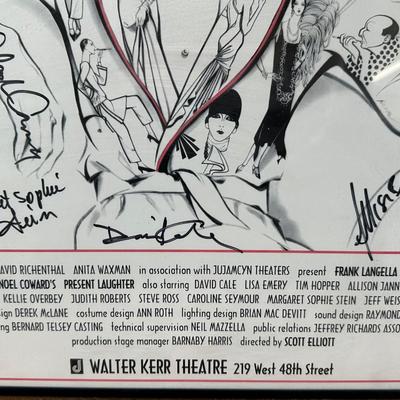 Sophie
David Cale
DAVID RICHENTHAL ANITA WAXMAN in association with JUJAMCYN THEATERS present FRANK LANGELLA
NOEL COWARD'S PRESENT LAUGHTER also starring DAVID CALE LISA EMERY TIM HOPPER ALLISON JANN
KELLIE OVERBEY JUDITH ROBERTS STEVE ROSS CAROLINE SEYMOUR MARGARET SOPHIE STEIN JEFF WEIS
design DEREK McLANE costume design ANN ROTH lighting design BRIAN MAC DEVITT sound design RAYMOND
BERNARD TELSEY CASTING technical supervision NEIL MAZZELLA public relations JEFFREY RICHARDS ASSO
production stage manager BARNABY HARRIS directed by SCOTT ELLIOTT
J WALTER KERR THEATRE 219 West 48th Street